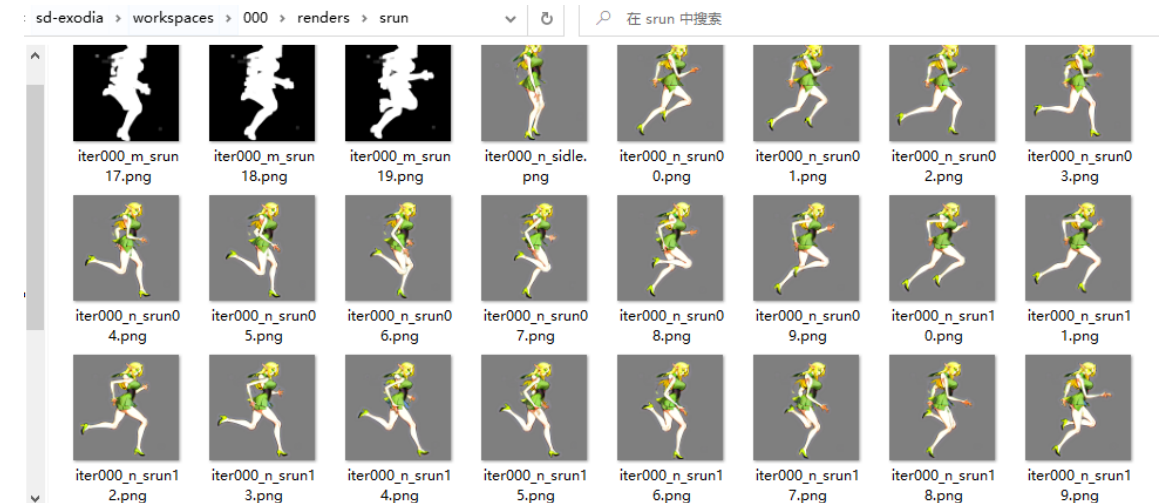 sd-exodia › workspaces › 000 › renders › srun
在 srun 中搜索
iter000_m_srun
17.png
iter000_m_srun
18.png
iter000_m_srun
19.png
iter000_n_sidle.
png
iter000_n_srun0
0.png
iter000_n_srun0
1.png
iter000_n_srun0
2.png
iter000_n_srun0
3.png
iter000_n_srun0
4.png
iter000_n_srun0
5.png
iter000_n_srun0
6.png
iter000_n_srun0
7.png
iter000_n_srun0
8.png
iter000_n_srun0
9.png
iter000_n_srun1
0.png
iter000_n_srun1
1.png
iter000_n_srun1
2.png
iter000_n_srun1
3.png
iter000_n_srun1
4.png
iter000_n_srun1
5.png
iter000_n_srun1
6.png
iter000_n_srun1
7.png
iter000_n_srun1
8.png
iter000_n_srun1
9.png